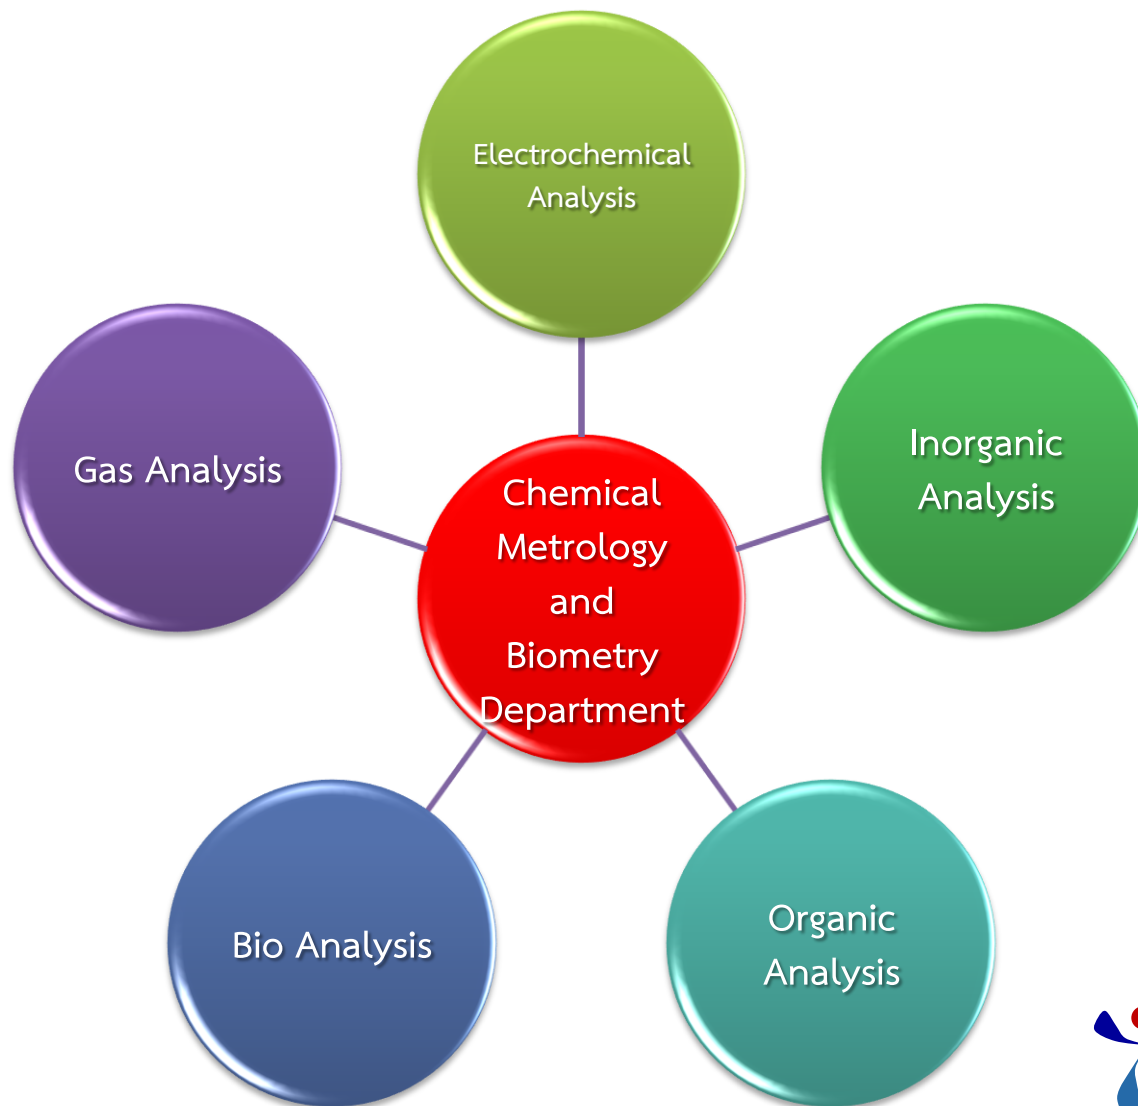 Electrochemical
Analysis
Gas Analysis
Inorganic
Analysis
Chemical
Metrology
and
Biometry
Department
Bio Analysis
Organic
Analysis